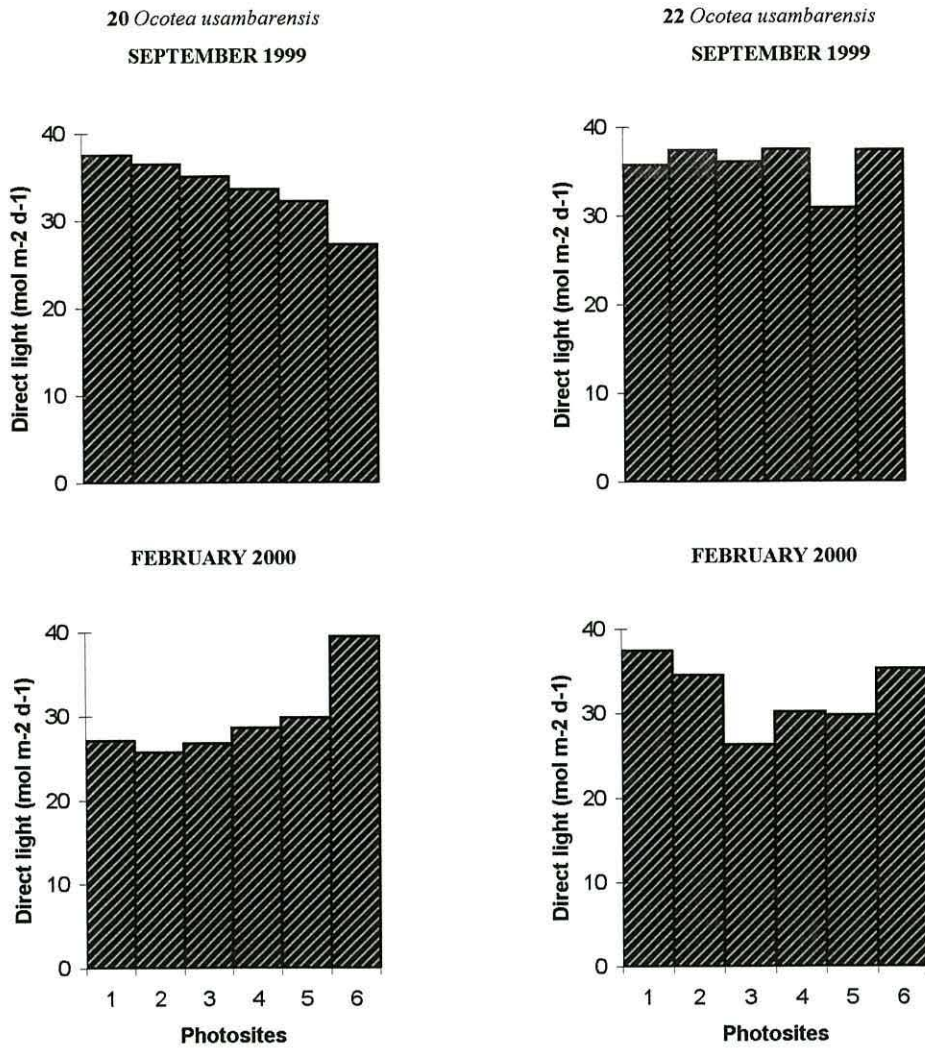 20 Ocotea usambarensis
SEPTEMBER 1999
40
30
20
10
0
Direct light (mol m-2 d-1)
22 Ocotea usambarensis
SEPTEMBER 1999
40
30
20
10
0
Direct light (mol m-2 d-1)
FEBRUARY 2000
40
30
20
10
0
Direct light (mol m-2 d-1)
1 2 3 4 5 6
Photosites
FEBRUARY 2000
40
30
20
10
0
Direct light (mol m-2 d-1)
1 2 3 4 5 6
Photosites